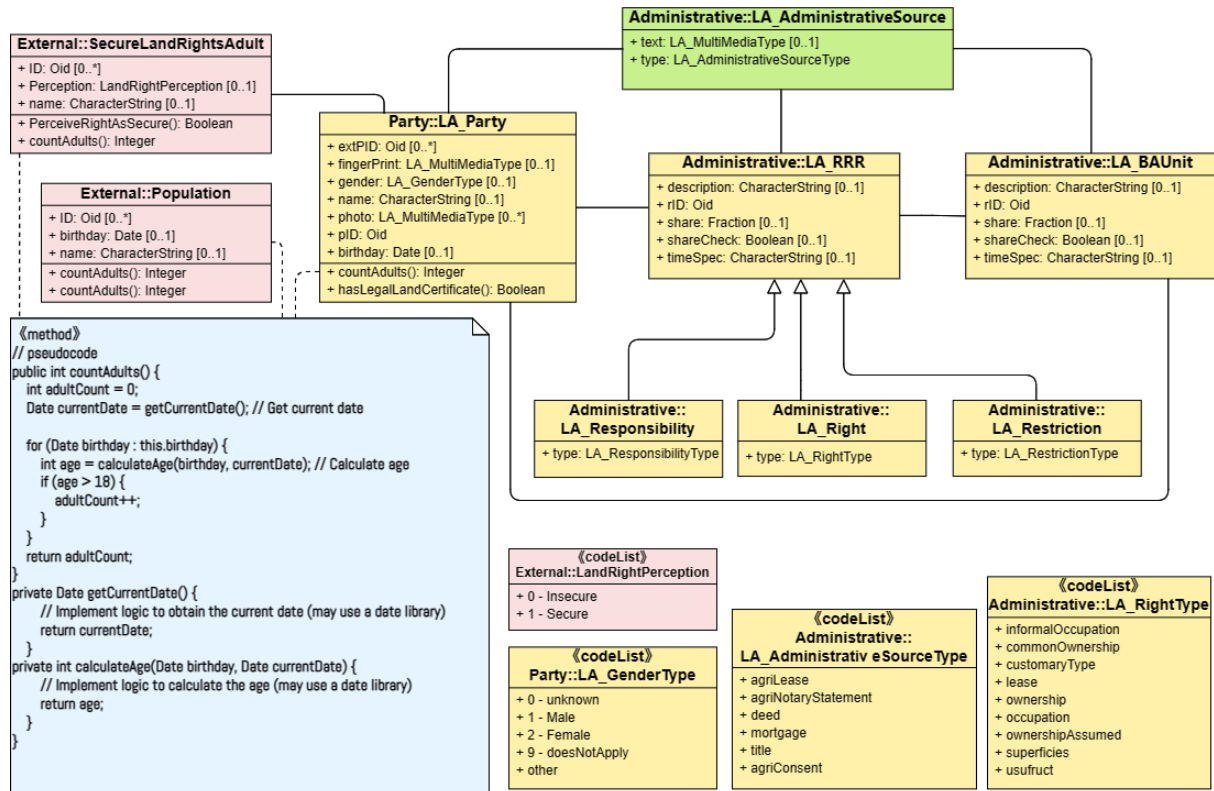 External::SecureLandRightsAdult
+ ID: Oid [0..*]
+ Perception: LandRightPerception [0..1]
+ name: CharacterString [0..1]
+ PerceiveRightAsSecure(): Boolean
+ countAdults(): Integer
Administrative::LA_AdministrativeSource
+ text: LA_MultiMediaType [0..1]
+ type: LA_AdministrativeSourceType
Party::LA_Party
+ extPID: Oid [0..*]
+ fingerPrint: LA_MultiMediaType [0..1]
+ gender: LA_GenderType [0..1]
+ name: CharacterString [0..1]
+ photo: LA_MultiMediaType [0..*]
+ pID: Oid
+ birthday: Date [0..1]
+ countAdults(): Integer
+ hasLegalLandCertificate(): Boolean
Administrative::LA_RRR
+ description: CharacterString [0..1]
+ rID: Oid
+ share: Fraction [0..1]
+ shareCheck: Boolean [0..1]
+ timeSpec: CharacterString [0..1]
Administrative::LA_BAUnit
+ description: CharacterString [0..1]
+ rID: Oid
+ share: Fraction [0..1]
+ shareCheck: Boolean [0..1]
+ timeSpec: CharacterString [0..1]
External::Population
+ ID: Oid [0..*]
+ birthday: Date [0..1]
+ name: CharacterString [0..1]
+ countAdults(): Integer
+ countAdults(): Integer
《method》
// pseudocode
public int countAdults() {
int adultCount = 0;
Date currentDate = getCurrentDate(); // Get current date
for (Date birthday : this.birthday) {
int age = calculateAge(birthday, currentDate); // Calculate age
if (age > 18) {
adultCount++;
}
}
return adultCount;
}
private Date getCurrentDate() {
// Implement logic to obtain the current date (may use a date library)
return currentDate;
}
private int calculateAge(Date birthday, Date currentDate) {
// Implement logic to calculate the age (may use a date library)
return age;
}
}
Administrative::
LA_Responsibility
+ type: LA_ResponsibilityType
Administrative::
LA_Right
+ type: LA_RightType
Administrative::
LA_Restriction
+ type: LA_RestrictionType
《codeList》
External::LandRightPerception
+ 0 - Insecure
+ 1 - Secure
《codeList》
Party::LA_GenderType
+ 0 - unknown
+ 1 - Male
+ 2 - Female
+ 9 - doesNotApply
+ other
《codeList》
Administrative::
LA_Administrativ eSourceType
+ agriLease
+ agriNotaryStatement
+ deed
+ mortgage
+ title
+ agriConsent
《codeList》
Administrative::LA_RightType
+ informalOccupation
+ commonOwnership
+ customaryType
+ lease
+ ownership
+ occupation
+ ownershipAssumed
+ superficies
+ usufruct